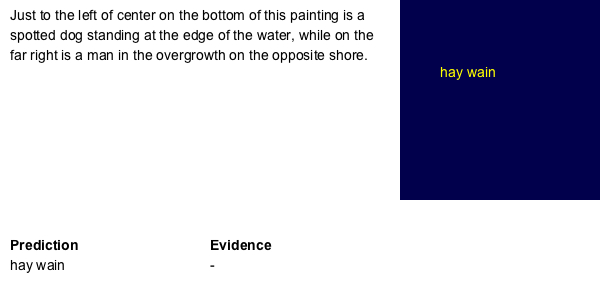 Just to the left of center on the bottom of this painting is a
spotted dog standing at the edge of the water, while on the
far right is a man in the overgrowth on the opposite shore.
hay wain
Prediction Evidence
hay wain -